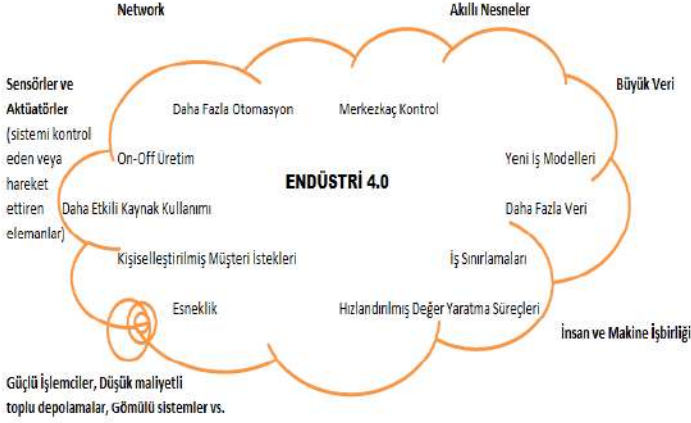 Network
Akıllı Nesneler
Sensörler ve
Aktüatörler
(sistemi kontrol
eden veya
hareket
ettiren
elemanlar)
Büyük Veri
Daha Fazla Otomasyon
Merkezkaç Kontrol
On-Off Üretim
Yeni İş Modelleri
ENDÜSTRİ 4.0
Daha Etkili Kaynak Kullanımı
Daha Fazla Veri
Kişiselleştirilmiş Müşteri İstekleri
İş Sınırlamaları
Esneklik
Hızlandırılmış Değer Yaratma Süreçleri
İnsan ve Makine İşbirliği
Güçlü İşlemciler, Düşük maliyetli
toplu depolamalar, Gömülü sistemler vs.